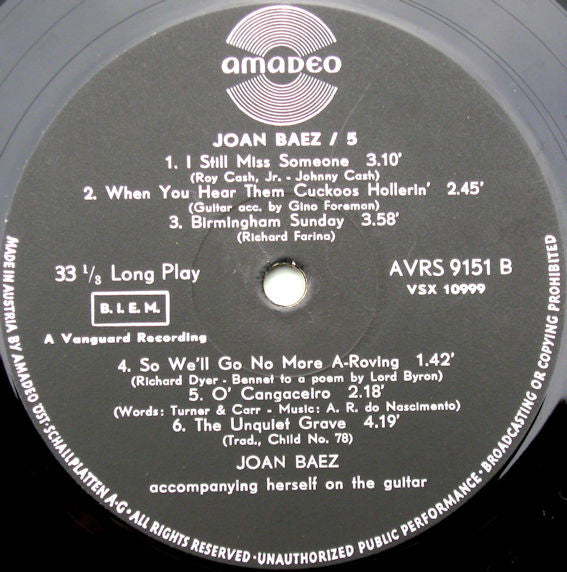 AMADEO
JOAN BAEZ / 5
1. I Still Miss Someone 3.10'
(Roy Cash, Jr. - Johnny Cash)
2. When You Hear Them Cuckoos Hollerin' 2.45'
(Guitar acc. by Gino Foreman)
3. Birmingham Sunday 3.58'
(Richard Farina)
33 1/3 Long Play
AVRS 9151 B
VSX 10999
B. I. E. M.
A Vanguard Recording
4. So We'll Go No More A-Roving 1.42'
(Richard Dyer - Bennet to a poem by Lord Byron)
5. O' Cangaceiro 2.18'
(Words: Turner & Carr - Music: A. R. do Nascimento)
6. The Unquiet Grave 4.19'
(Trad., Child No. 78)
JOAN BAEZ
accompanying herself on the guitar
MADE IN AUSTRIA BY AMADEO ÖST. SCHALLPLATTEN A·G · ALL RIGHTS RESERVED · UNAUTHORIZED PUBLIC PERFORMANCE · BROADCASTING OR COPYING PROHIBITED